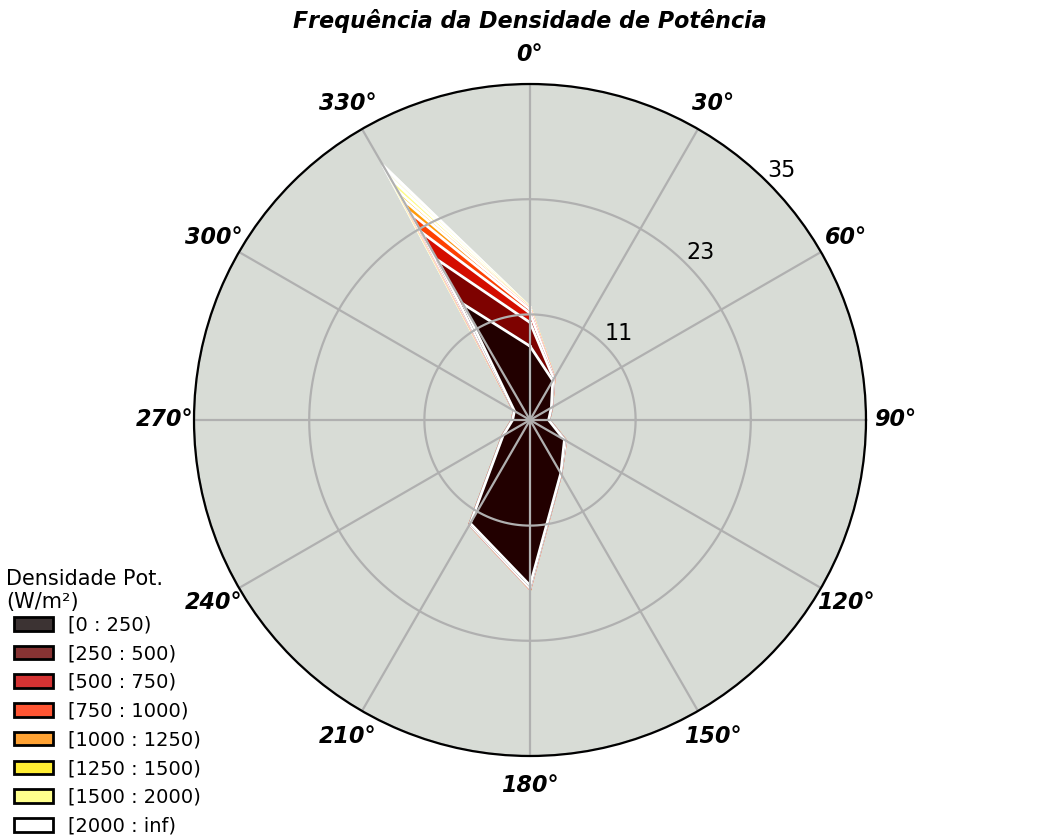 Frequência da Densidade de Potência
0°
330°
30°
35
300°
60°
23
11
270°
90°
240°
120°
210°
150°
180°
Densidade Pot.
(W/m²)
[0 : 250)
[250 : 500)
[500 : 750)
[750 : 1000)
[1000 : 1250)
[1250 : 1500)
[1500 : 2000)
[2000 : inf)